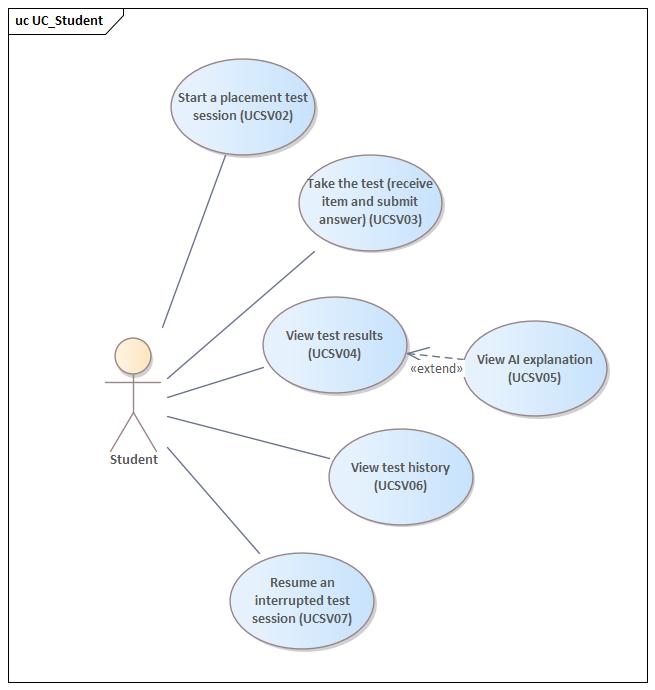 uc UC_Student
Start a placement test
session (UCSV02)
Take the test (receive
item and submit
answer) (UCSV03)
View test results
(UCSV04)
«extend»
View AI explanation
(UCSV05)
Student
View test history
(UCSV06)
Resume an
interrupted test
session (UCSV07)